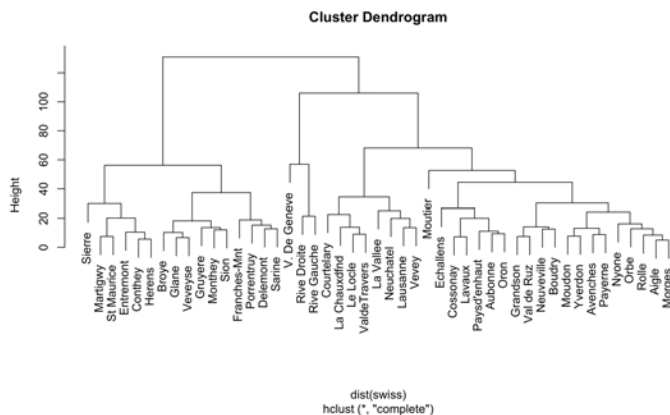 Cluster Dendrogram
Height
100
80
60
40
20
0
Sierre
Martigwy
St Maurice
Entremont
Conthey
Herens
Broye
Glane
Veveyse
Gruyere
Monthey
Sion
Franches-Mnt
Porrentruy
Delemont
Sarine
V. De Geneve
Rive Droite
Rive Gauche
Courtelary
La Chauxdfnd
Le Locle
ValdeTravers
La Vallee
Neuchatel
Lausanne
Vevey
Moutier
Echallens
Cossonay
Lavaux
Paysd'enhaut
Aubonne
Oron
Grandson
Val de Ruz
Neuveville
Boudry
Moudon
Yverdon
Avenches
Payerne
Nyone
Orbe
Rolle
Aigle
Morges
dist(swiss)
hclust (*, "complete")